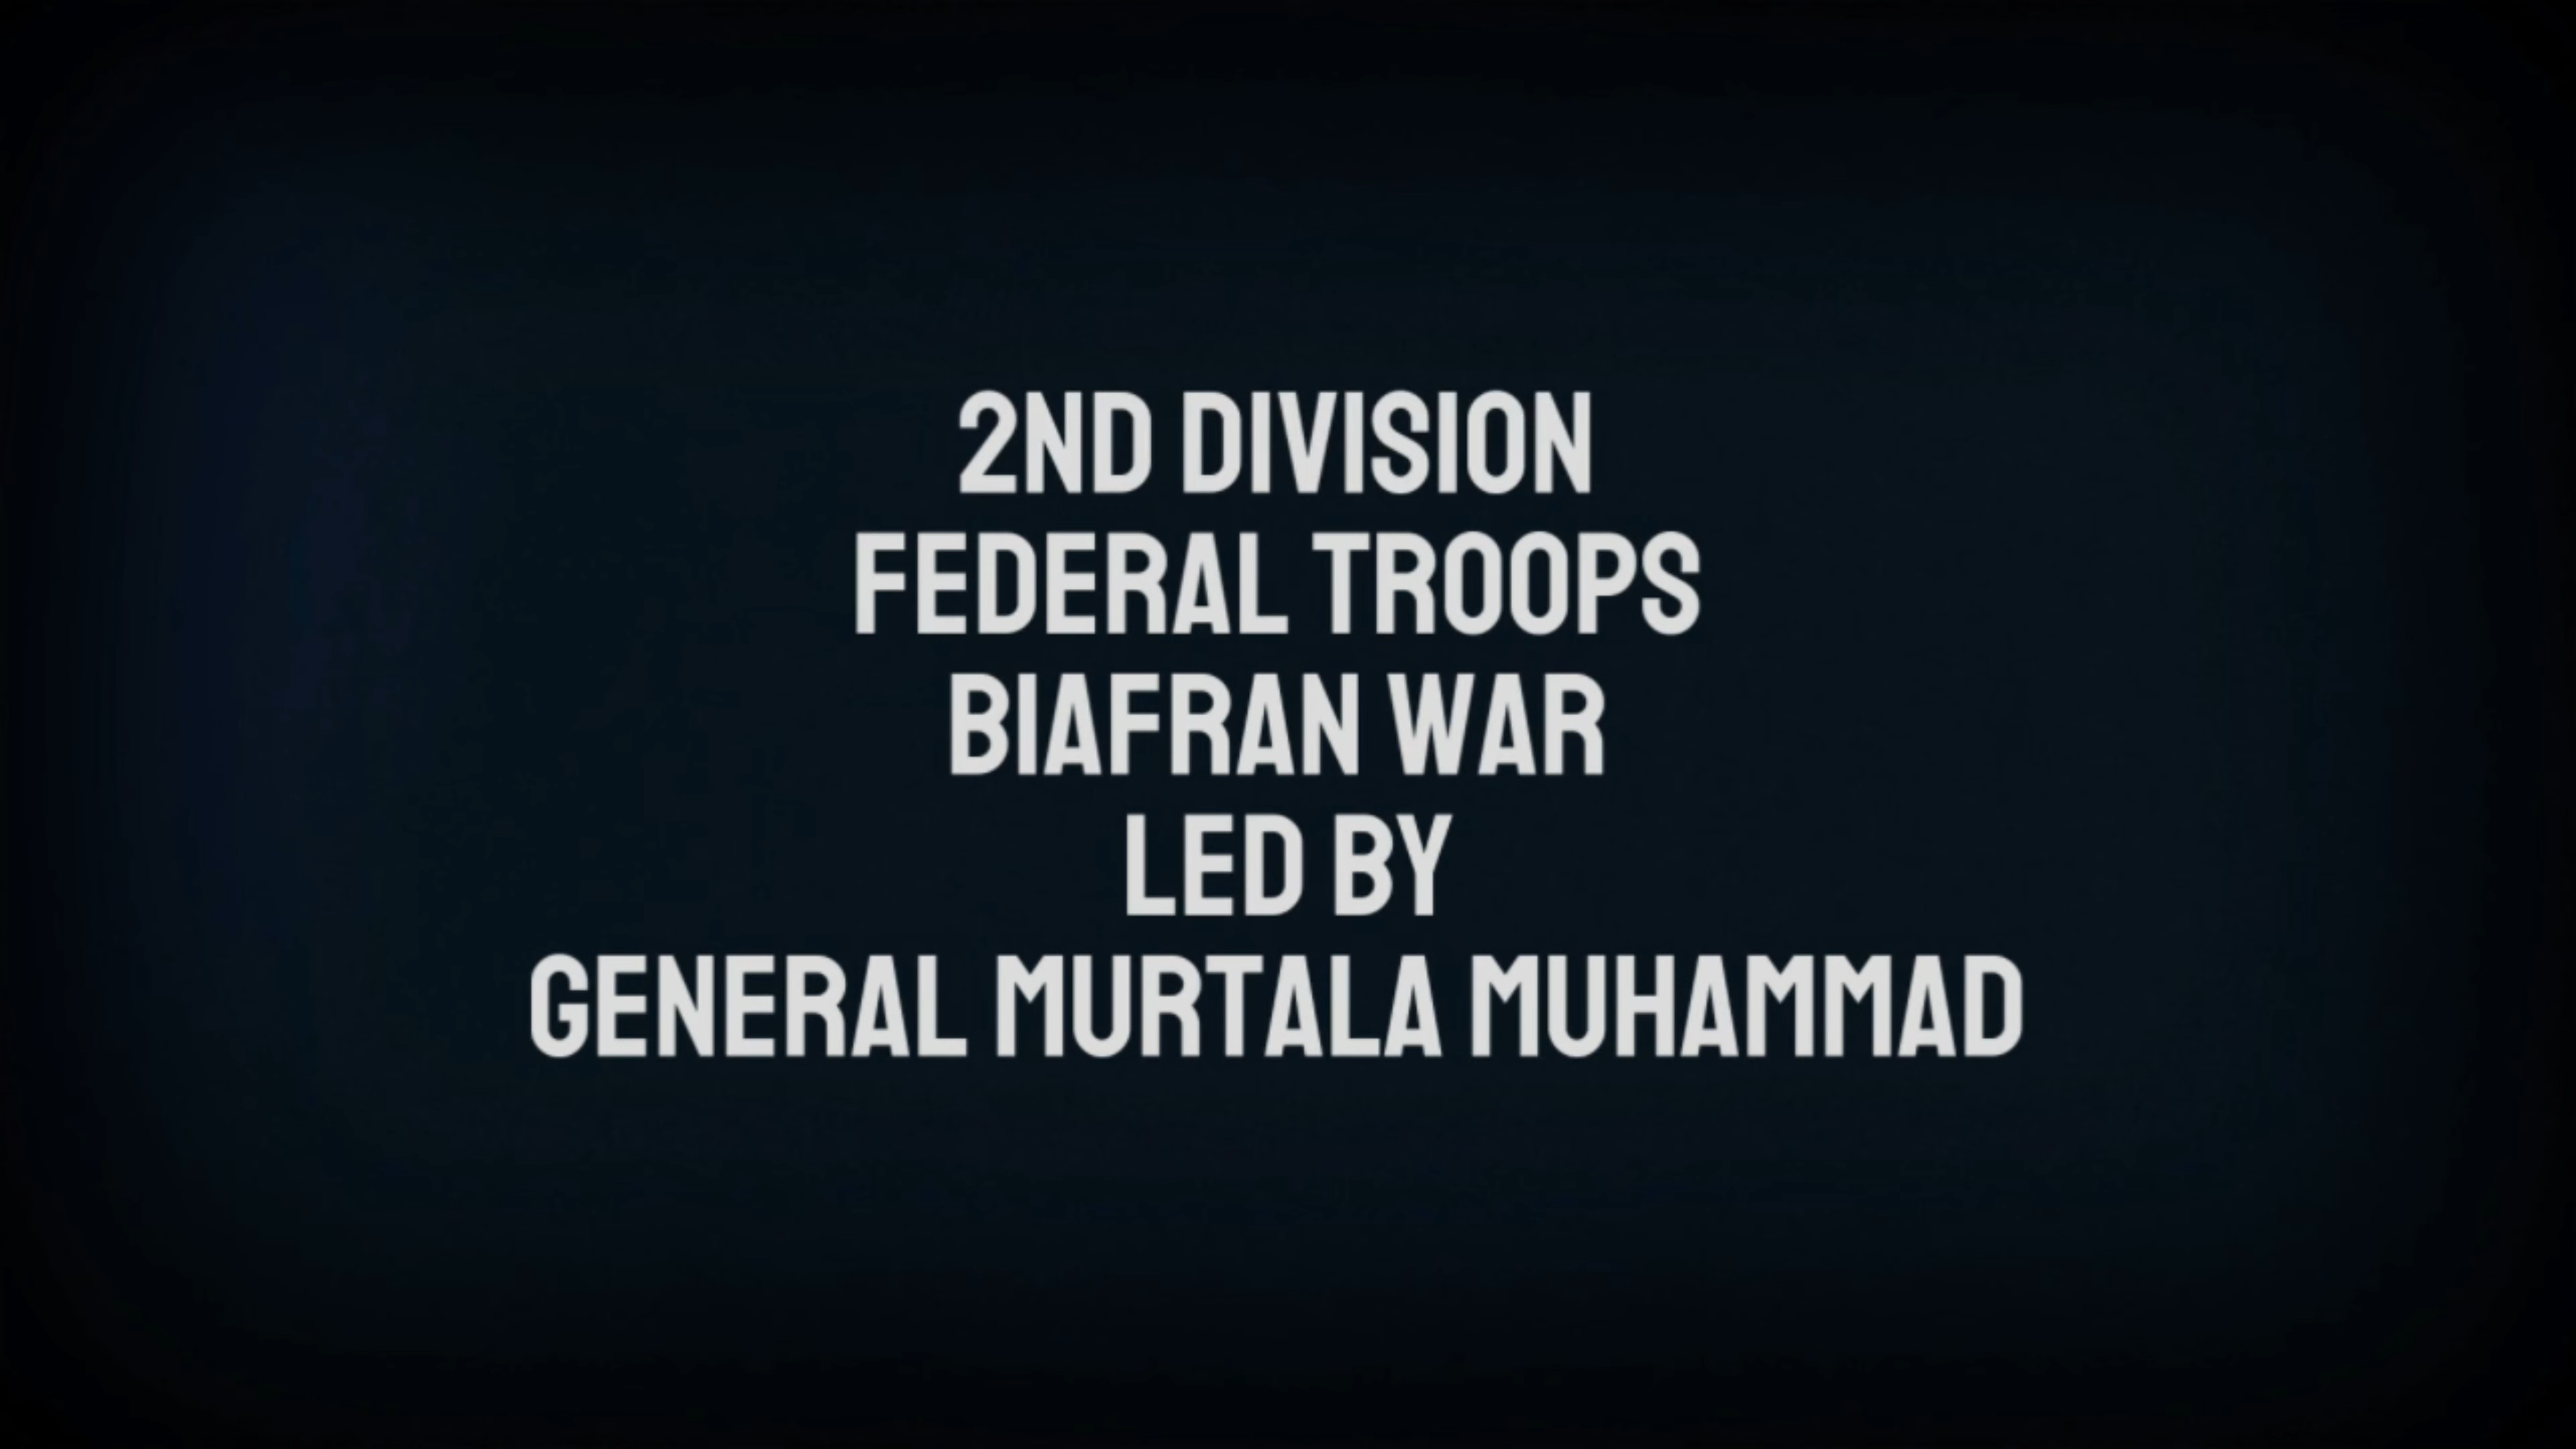 2ND DIVISION
FEDERAL TROOPS
BIAFRAN WAR
LED BY
GENERAL MURTALA MUHAMMAD